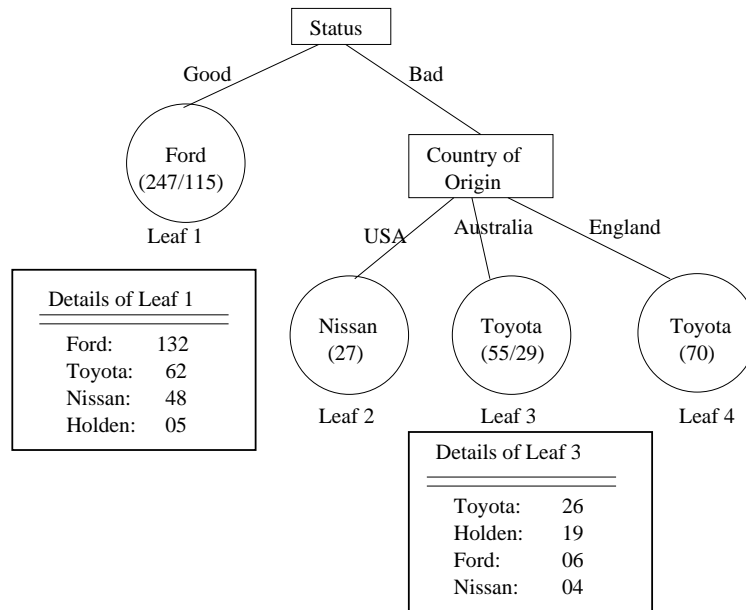 Status
Good
Bad
Ford
(247/115)
Leaf 1
Country of
Origin
USA
Australia
England
Nissan
(27)
Leaf 2
Toyota
(55/29)
Leaf 3
Toyota
(70)
Leaf 4
Details of Leaf 1
Ford: 132
Toyota: 62
Nissan: 48
Holden: 05
Details of Leaf 3
Toyota: 26
Holden: 19
Ford: 06
Nissan: 04